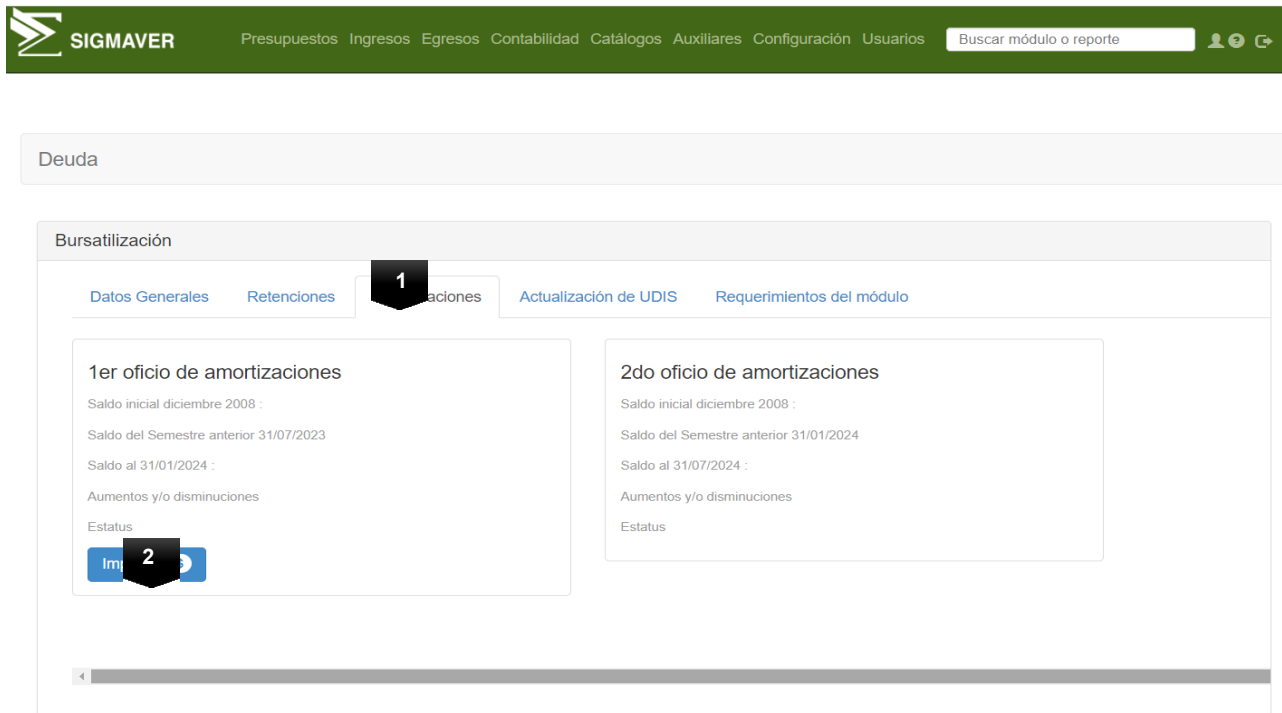 SIGMAVER Presupuestos Ingresos Egresos Contabilidad Catálogos Auxiliares Configuración Usuarios Buscar módulo o reporte
Deuda
Bursatilización
1
Datos Generales Retenciones aciones Actualización de UDIS Requerimientos del módulo
1er oficio de amortizaciones
Saldo inicial diciembre 2008 :
Saldo del Semestre anterior 31/07/2023
Saldo al 31/01/2024 :
Aumentos y/o disminuciones
Estatus
2
2do oficio de amortizaciones
Saldo inicial diciembre 2008 :
Saldo del Semestre anterior 31/01/2024
Saldo al 31/07/2024 :
Aumentos y/o disminuciones
Estatus